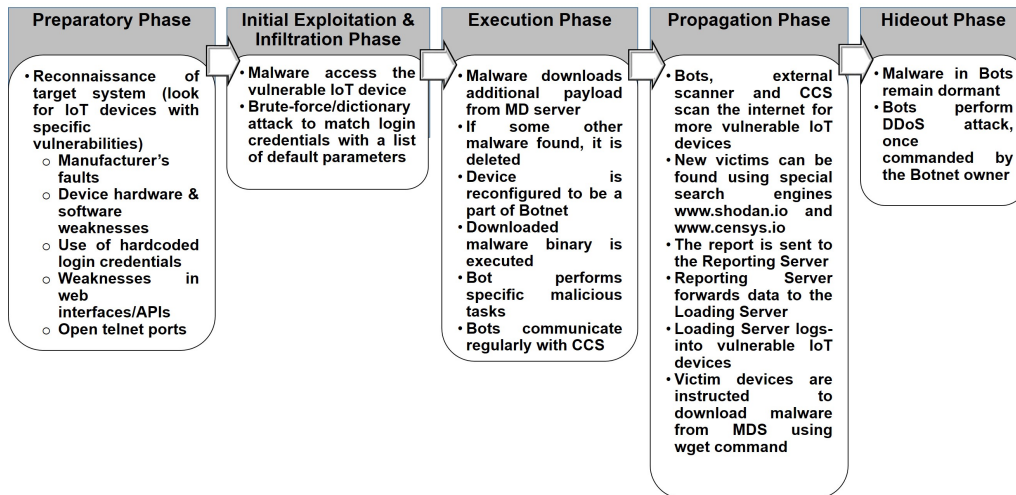 Preparatory Phase
• Reconnaissance of
target system (look
for IoT devices with
specific
vulnerabilities)
○ Manufacturer's
faults
○ Device hardware &
software
weaknesses
○ Use of hardcoded
login credentials
○ Weaknesses in
web
interfaces/APIs
○ Open telnet ports
Initial Exploitation &
Infiltration Phase
• Malware access the
vulnerable IoT device
• Brute-force/dictionary
attack to match login
credentials with a list
of default parameters
Execution Phase
• Malware downloads
additional payload
from MD server
• If some other
malware found, it is
deleted
• Device is
reconfigured to be a
part of Botnet
• Downloaded
malware binary is
executed
• Bot performs
specific malicious
tasks
• Bots communicate
regularly with CCS
Propagation Phase
• Bots, external
scanner and CCS
scan the internet for
more vulnerable IoT
devices
• New victims can be
found using special
search engines
www.shodan.io and
www.censys.io
• The report is sent to
the Reporting Server
• Reporting Server
forwards data to the
Loading Server
• Loading Server logs-
into vulnerable IoT
devices
• Victim devices are
instructed to
download malware
from MDS using
wget command
Hideout Phase
• Malware in Bots
remain dormant
• Bots perform
DDoS attack,
once
commanded by
the Botnet owner